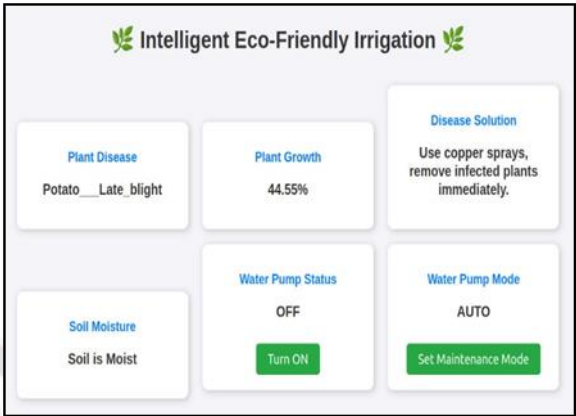 🌿 Intelligent Eco-Friendly Irrigation 🌿
Plant Disease
Potato___Late_blight
Plant Growth
44.55%
Disease Solution
Use copper sprays,
remove infected plants
immediately.
Soil Moisture
Soil is Moist
Water Pump Status
OFF
Turn ON
Water Pump Mode
AUTO
Set Maintenance Mode